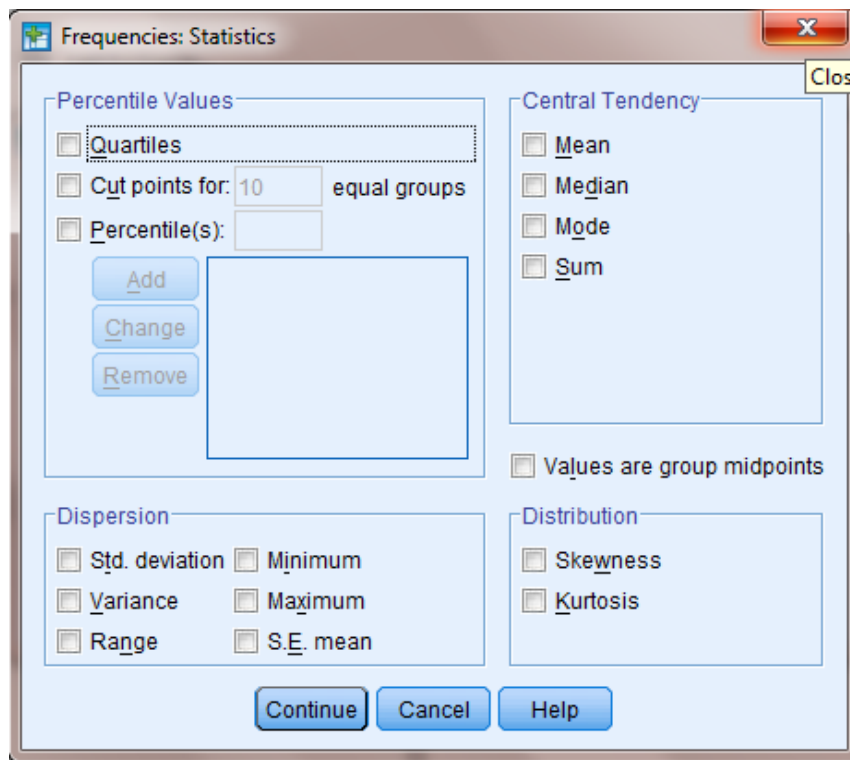 Frequencies: Statistics
Clos
Percentile Values
Quartiles
Cut points for: 10 equal groups
Percentile(s):
Add
Change
Remove
Central Tendency
Mean
Median
Mode
Sum
Values are group midpoints
Dispersion
Std. deviation Minimum
Variance Maximum
Range S.E. mean
Distribution
Skewness
Kurtosis
Continue Cancel Help